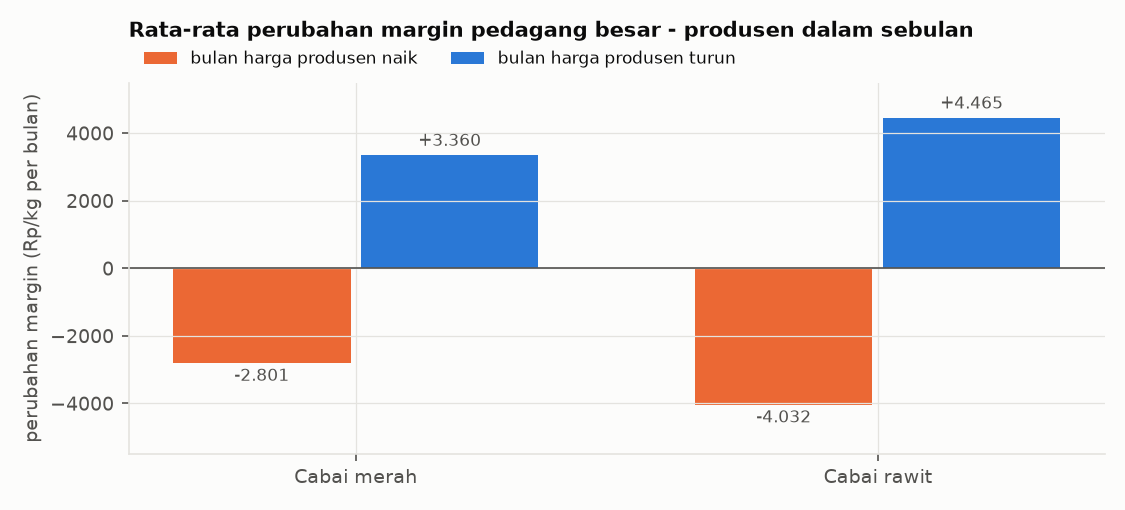 Rata-rata perubahan margin pedagang besar - produsen dalam sebulan
bulan harga produsen naik
bulan harga produsen turun
perubahan margin (Rp/kg per bulan)
4000
2000
0
−2000
−4000
+3.360
-2.801
+4.465
-4.032
Cabai merah
Cabai rawit